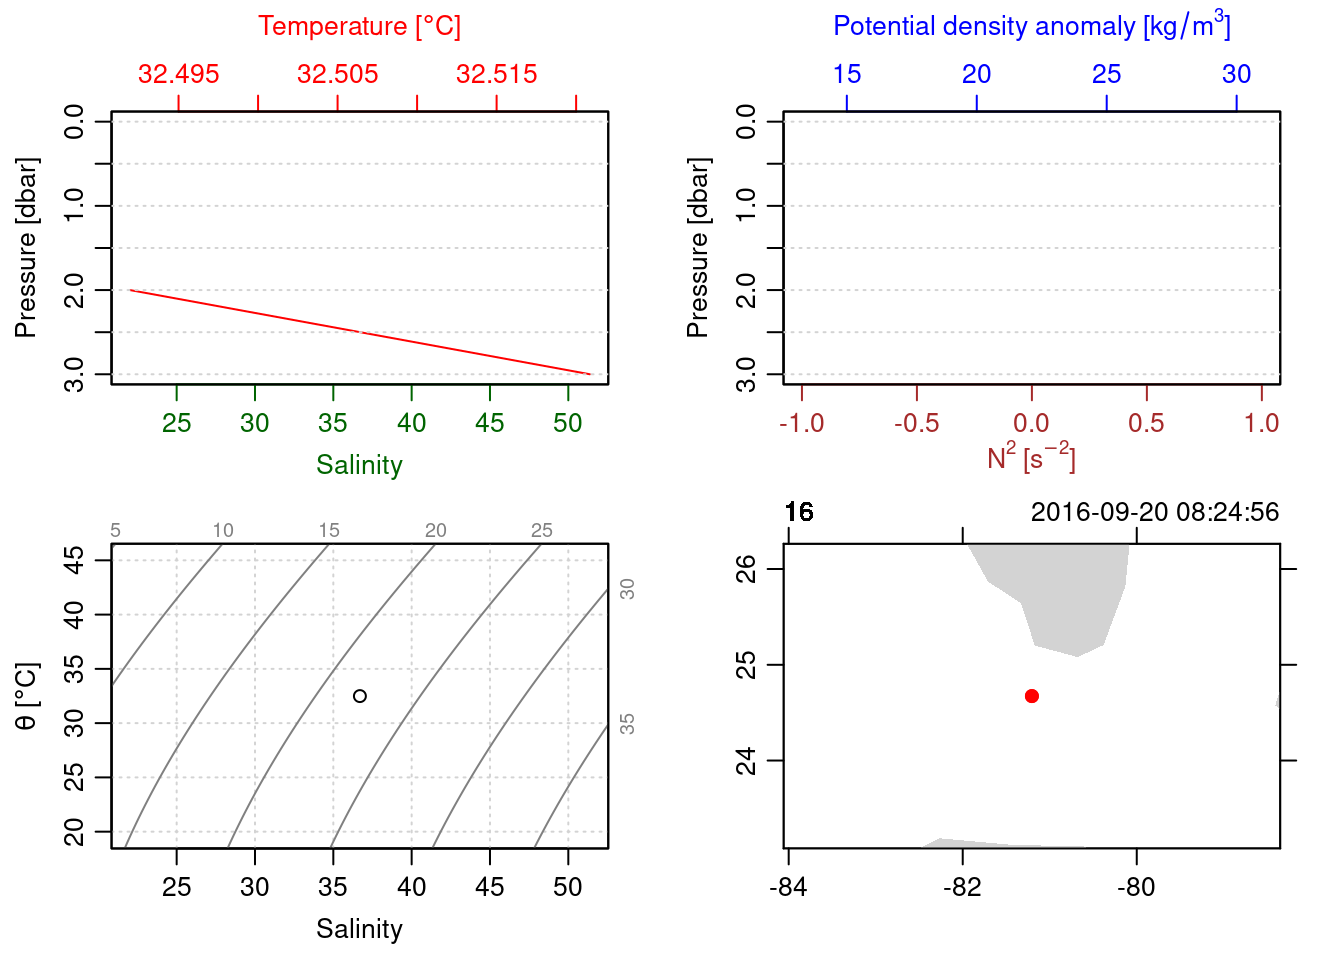 Temperature [°C]
32.495 32.505 32.515
Pressure [dbar]
0.0 1.0 2.0 3.0
25 30 35 40 45 50
Salinity
Potential density anomaly [kg/m³]
15 20 25 30
Pressure [dbar]
0.0 1.0 2.0 3.0
-1.0 -0.5 0.0 0.5 1.0
N² [s⁻²]
5 10 15 20 25
30
35
θ [°C]
45 40 35 30 25 20
25 30 35 40 45 50
Salinity
2016-09-20 08:24:56
26 25 24
-84 -82 -80